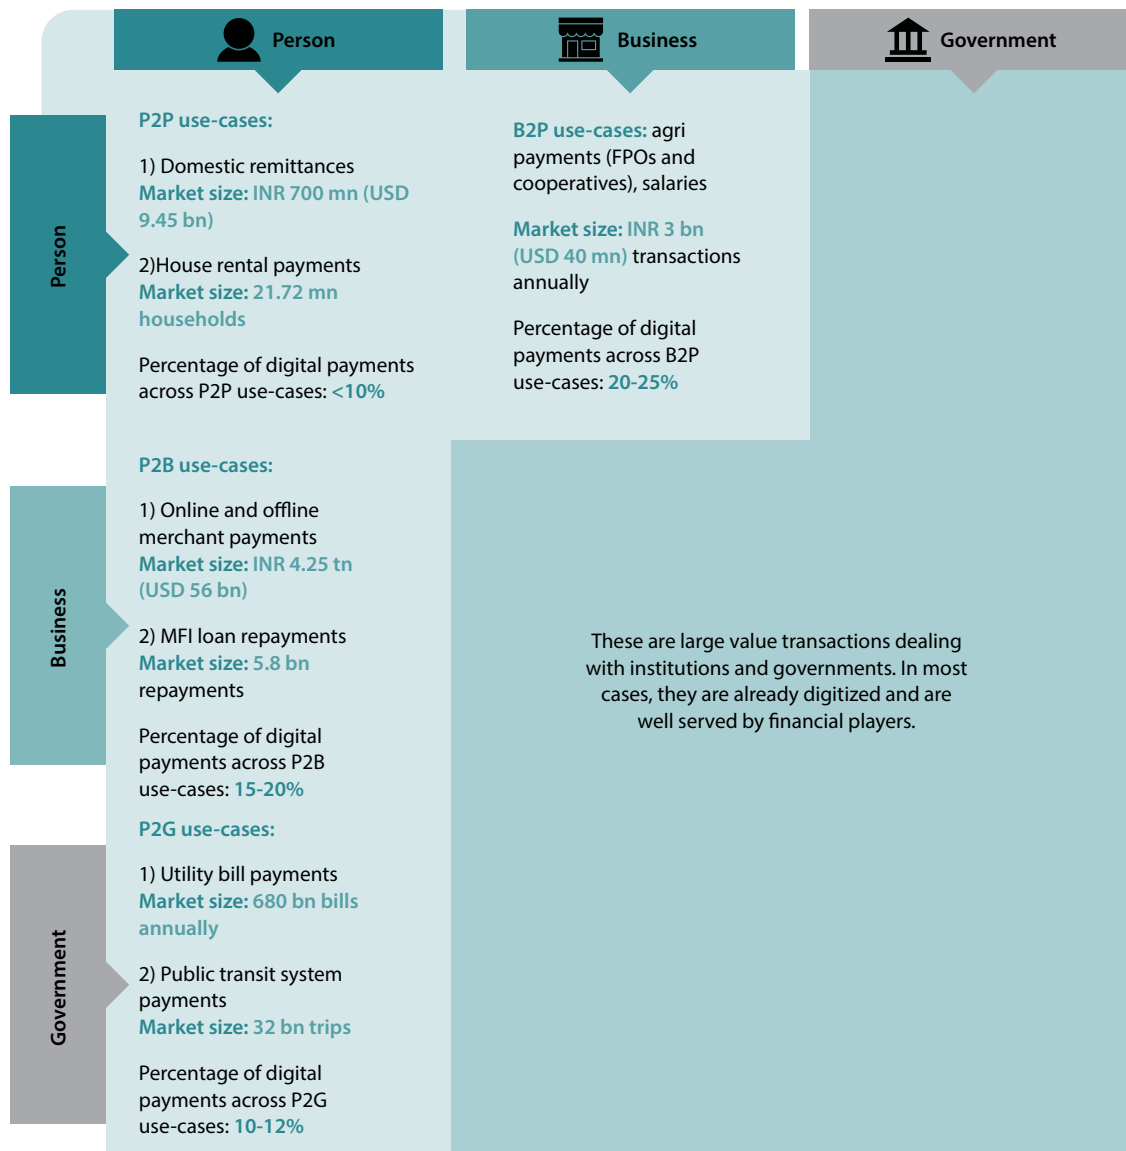 Person
Business
Government
Person
P2P use-cases:
1) Domestic remittances
Market size: INR 700 mn (USD
9.45 bn)
2)House rental payments
Market size: 21.72 mn
households
Percentage of digital payments
across P2P use-cases: <10%
B2P use-cases: agri
payments (FPOs and
cooperatives), salaries
Market size: INR 3 bn
(USD 40 mn) transactions
annually
Percentage of digital
payments across B2P
use-cases: 20-25%
Business
P2B use-cases:
1) Online and offline
merchant payments
Market size: INR 4.25 tn
(USD 56 bn)
2) MFI loan repayments
Market size: 5.8 bn
repayments
Percentage of digital
payments across P2B
use-cases: 15-20%
These are large value transactions dealing
with institutions and governments. In most
cases, they are already digitized and are
well served by financial players.
Government
P2G use-cases:
1) Utility bill payments
Market size: 680 bn bills
annually
2) Public transit system
payments
Market size: 32 bn trips
Percentage of digital
payments across P2G
use-cases: 10-12%